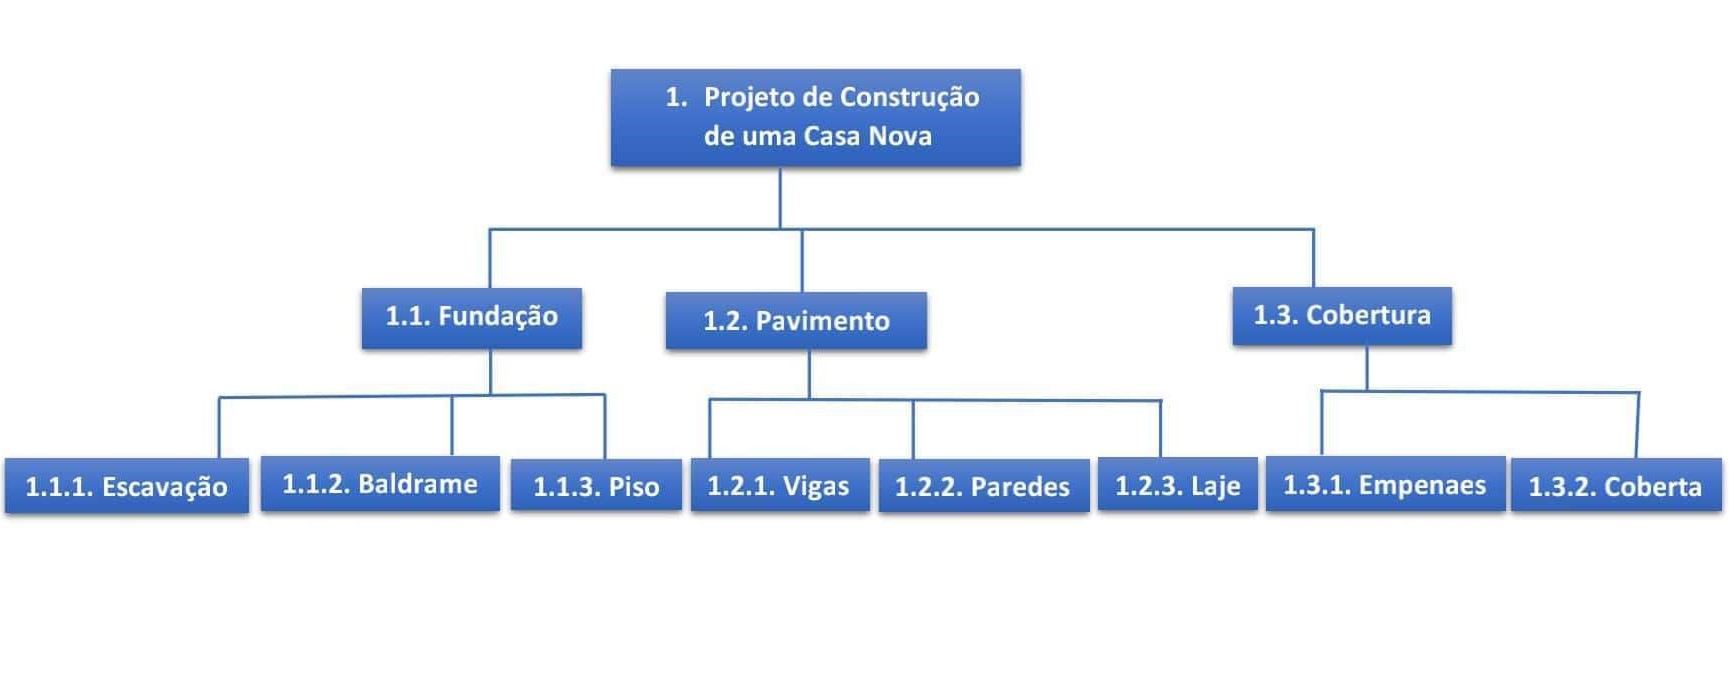 1. Projeto de Construção
de uma Casa Nova
1.1. Fundação
1.2. Pavimento
1.3. Cobertura
1.1.1. Escavação
1.1.2. Baldrame
1.1.3. Piso
1.2.1. Vigas
1.2.2. Paredes
1.2.3. Laje
1.3.1. Empenaes
1.3.2. Coberta